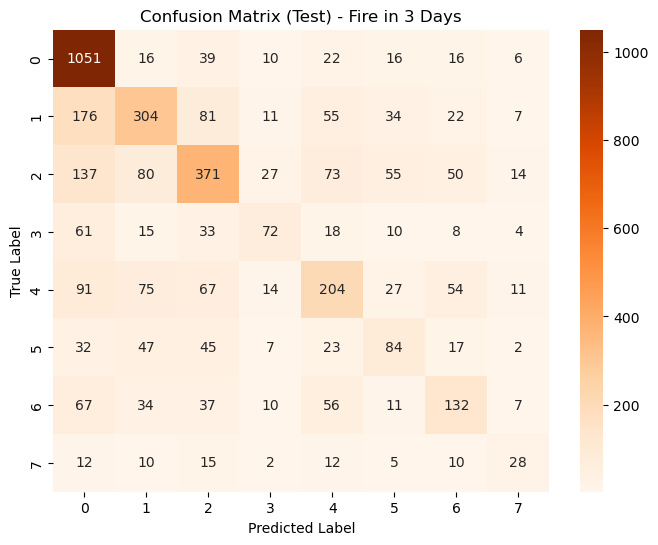 Confusion Matrix (Test) - Fire in 3 Days
True Label
0 1051 16 39 10 22 16 16 6
1 176 304 81 11 55 34 22 7
2 137 80 371 27 73 55 50 14
3 61 15 33 72 18 10 8 4
4 91 75 67 14 204 27 54 11
5 32 47 45 7 23 84 17 2
6 67 34 37 10 56 11 132 7
7 12 10 15 2 12 5 10 28
0 1 2 3 4 5 6 7
Predicted Label
1000
800
600
400
200